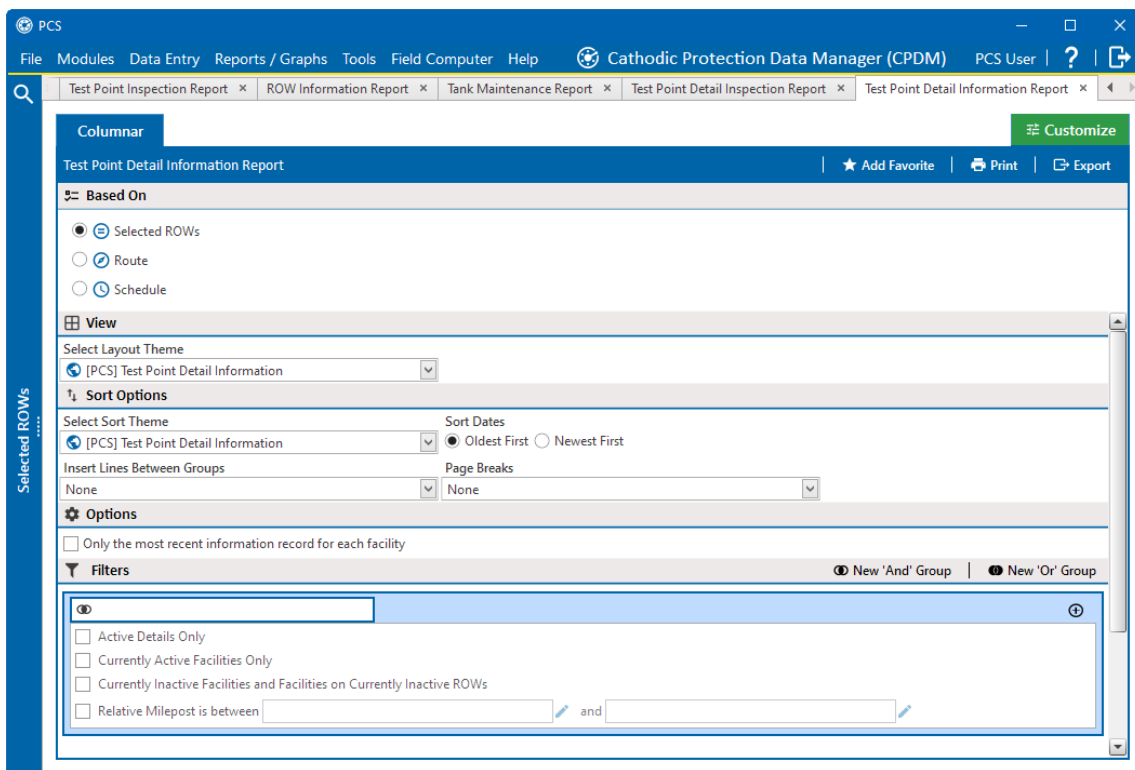 PCS
File Modules Data Entry Reports / Graphs Tools Field Computer Help Cathodic Protection Data Manager (CPDM) PCS User ?
Test Point Inspection Report × ROW Information Report × Tank Maintenance Report × Test Point Detail Inspection Report × Test Point Detail Information Report ×
Selected ROWs
Columnar Customize
Test Point Detail Information Report Add Favorite Print Export
Based On
Selected ROWs
Route
Schedule
View
Select Layout Theme
[PCS] Test Point Detail Information
Sort Options
Select Sort Theme Sort Dates
[PCS] Test Point Detail Information Oldest First Newest First
Insert Lines Between Groups Page Breaks
None None
Options
Only the most recent information record for each facility
Filters New 'And' Group New 'Or' Group
Active Details Only
Currently Active Facilities Only
Currently Inactive Facilities and Facilities on Currently Inactive ROWs
Relative Milepost is between and